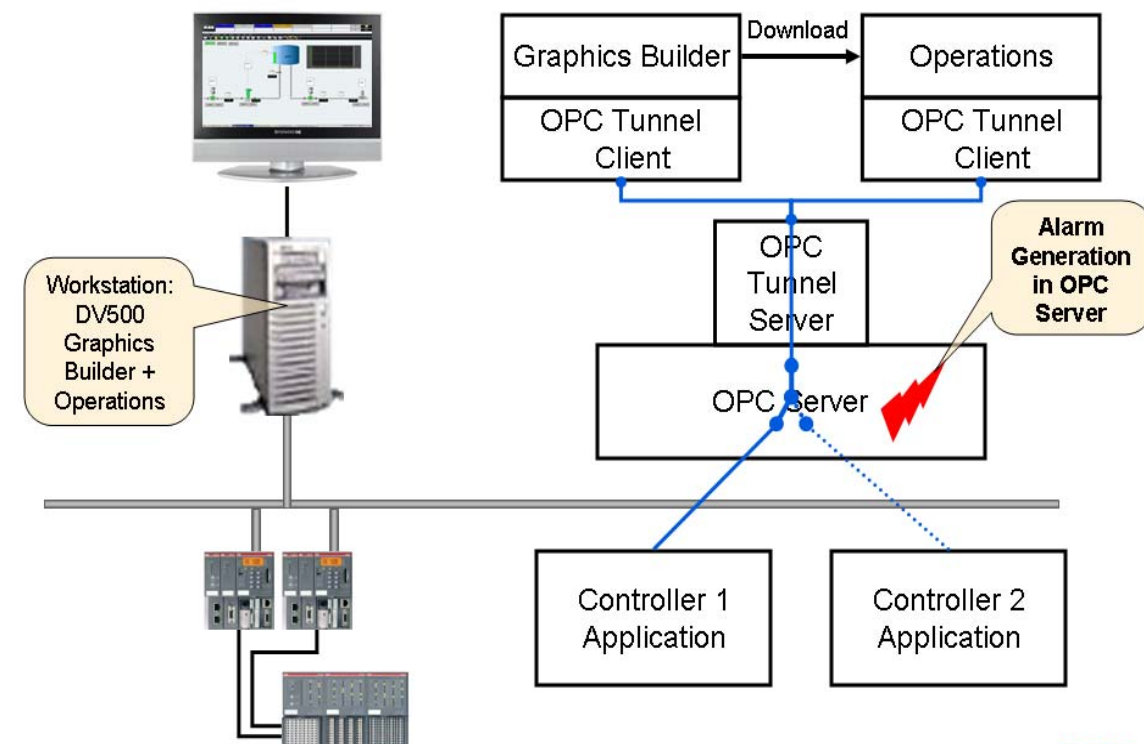 Graphics Builder
Download
Operations
OPC Tunnel
Client
OPC Tunnel
Client
OPC
Tunnel
Server
Alarm
Generation
in OPC
Server
Workstation:
DV500
Graphics
Builder +
Operations
OPC Server
Controller 1
Application
Controller 2
Application